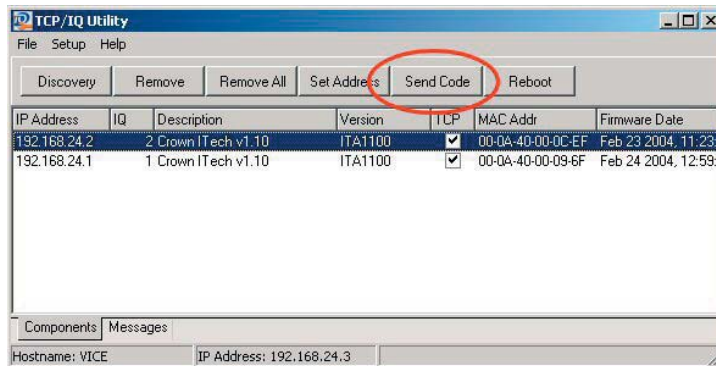 TCP/IQ Utility
File Setup Help
Discovery Remove Remove All Set Address Send Code Reboot
IP Address IQ Description Version TCP MAC Addr Firmware Date
192.168.24.2 2 Crown ITech v1.10 ITA1100 00-0A-40-00-0C-EF Feb 23 2004, 11:23:
192.168.24.1 1 Crown ITech v1.10 ITA1100 00-0A-40-00-09-6F Feb 24 2004, 12:59:
Components Messages
Hostname: VICE IP Address: 192.168.24.3